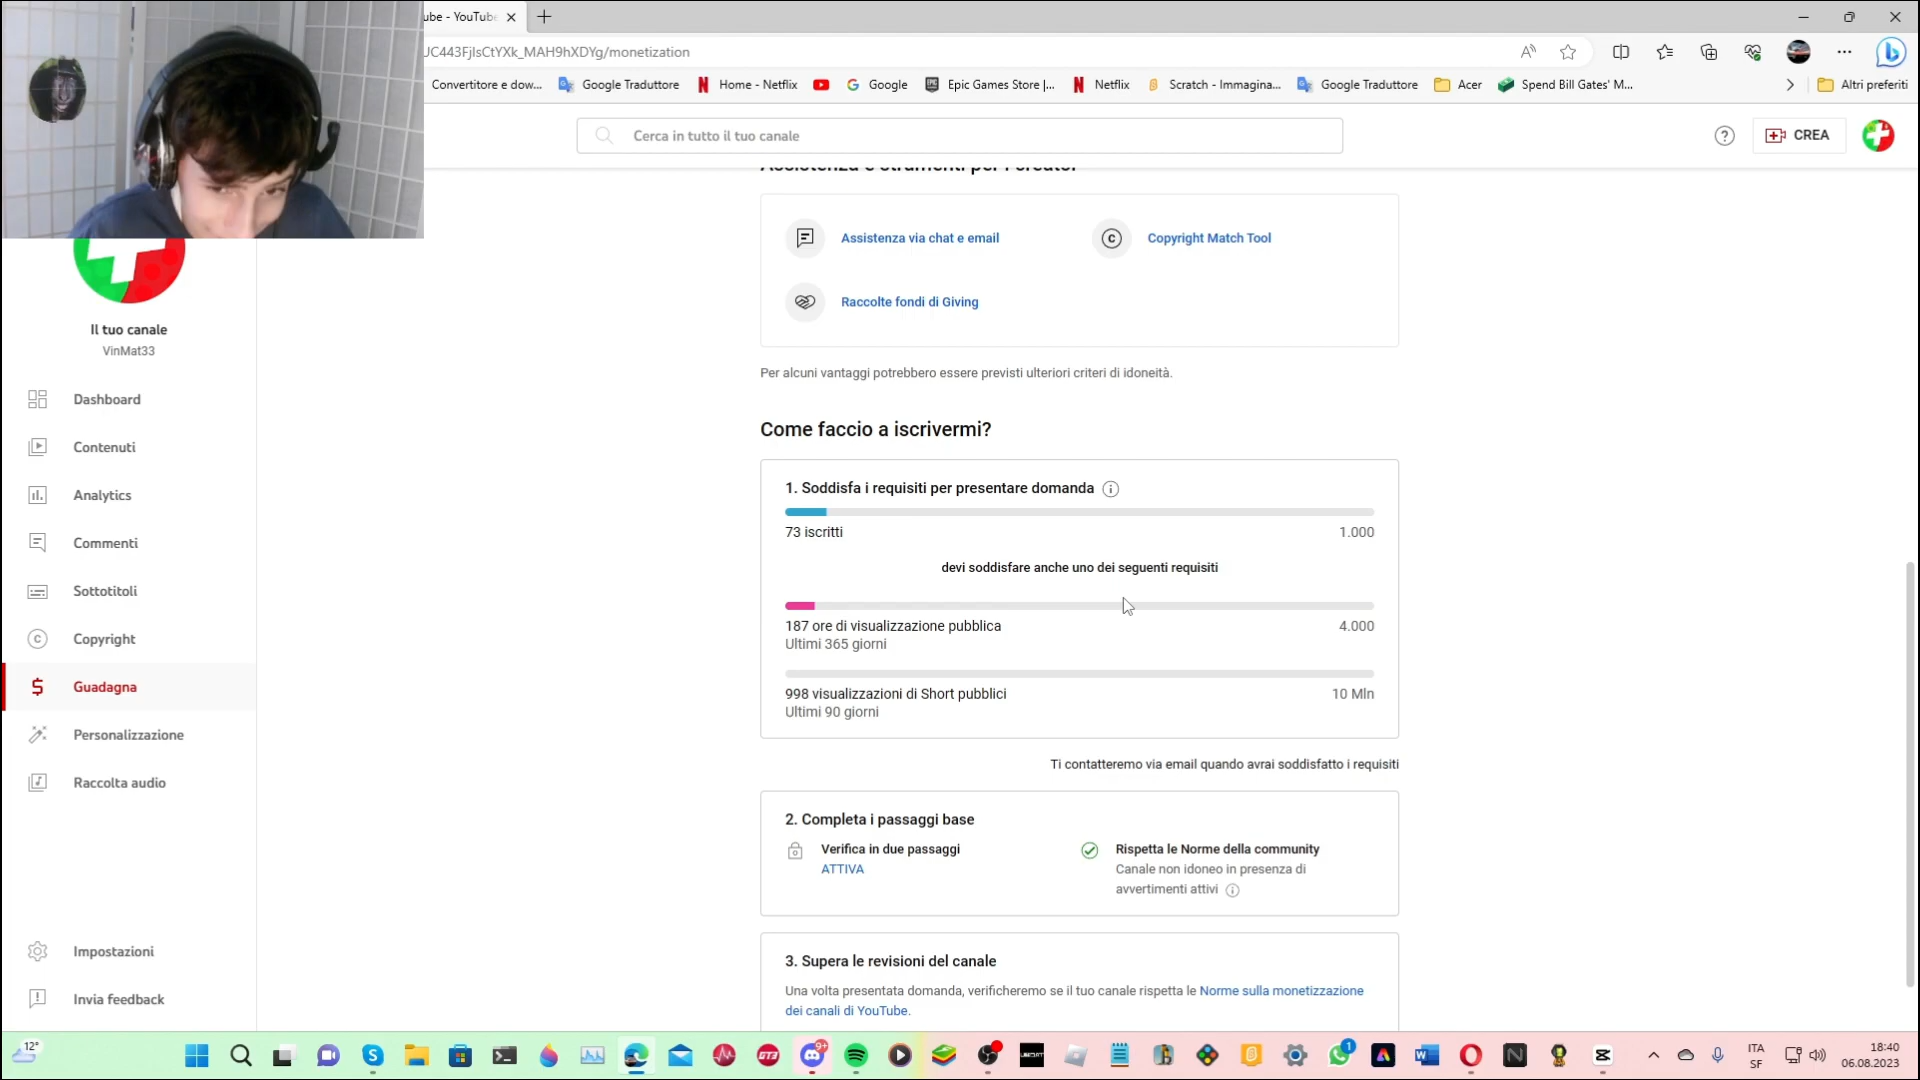 ube - YouTube
UC443FjlsCtYXk_MAH9hXDYg/monetization
Convertitore e dow...
Google Traduttore
Home - Netflix
Google
Epic Games Store |...
Netflix
Scratch - Immagina...
Google Traduttore
Acer
Spend Bill Gates' M...
Altri preferiti
Cerca in tutto il tuo canale
CREA
Assistenza e strumenti per i creator
Assistenza via chat e email
Copyright Match Tool
Raccolte fondi di Giving
Per alcuni vantaggi potrebbero essere previsti ulteriori criteri di idoneità.
Il tuo canale
VinMat33
Dashboard
Contenuti
Analytics
Commenti
Sottotitoli
Copyright
Guadagna
Personalizzazione
Raccolta audio
Impostazioni
Invia feedback
Come faccio a iscrivermi?
1. Soddisfa i requisiti per presentare domanda
73 iscritti
1.000
devi soddisfare anche uno dei seguenti requisiti
187 ore di visualizzazione pubblica
4.000
Ultimi 365 giorni
998 visualizzazioni di Short pubblici
10 Mln
Ultimi 90 giorni
Ti contatteremo via email quando avrai soddisfatto i requisiti
2. Completa i passaggi base
Verifica in due passaggi
ATTIVA
Rispetta le Norme della community
Canale non idoneo in presenza di
avvertimenti attivi
3. Supera le revisioni del canale
Una volta presentata domanda, verificheremo se il tuo canale rispetta le Norme sulla monetizzazione
dei canali di YouTube.
12°
GT3
9+
1
ITA
SF
18:40
06.08.2023